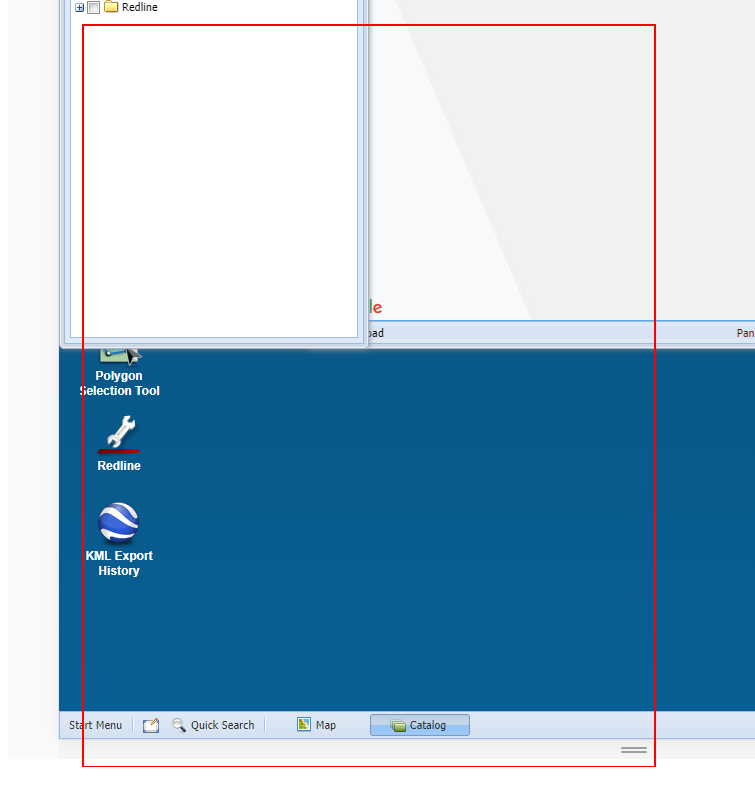 Redline
le
oad
Pan
Polygon
Selection Tool
Redline
KML Export
History
Start Menu
Quick Search
Map
Catalog